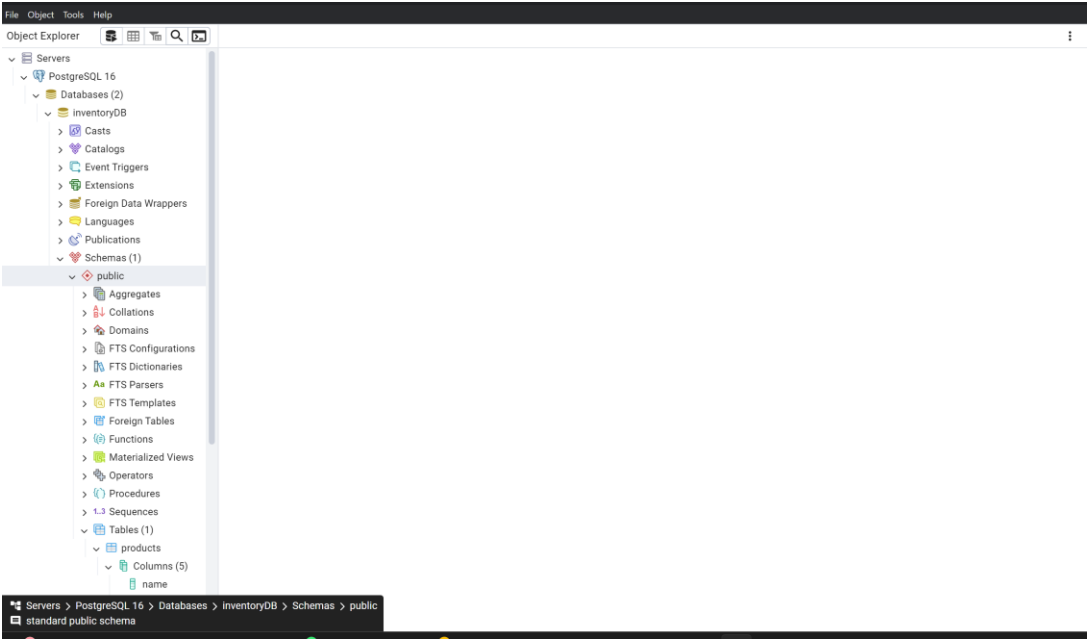 File Object Tools Help
Object Explorer
Servers
PostgreSQL 16
Databases (2)
inventoryDB
Casts
Catalogs
Event Triggers
Extensions
Foreign Data Wrappers
Languages
Publications
Schemas (1)
public
Aggregates
Collations
Domains
FTS Configurations
FTS Dictionaries
Aa FTS Parsers
FTS Templates
Foreign Tables
Functions
Materialized Views
Operators
Procedures
1..3 Sequences
Tables (1)
products
Columns (5)
name
Servers > PostgreSQL 16 > Databases > inventoryDB > Schemas > public
standard public schema